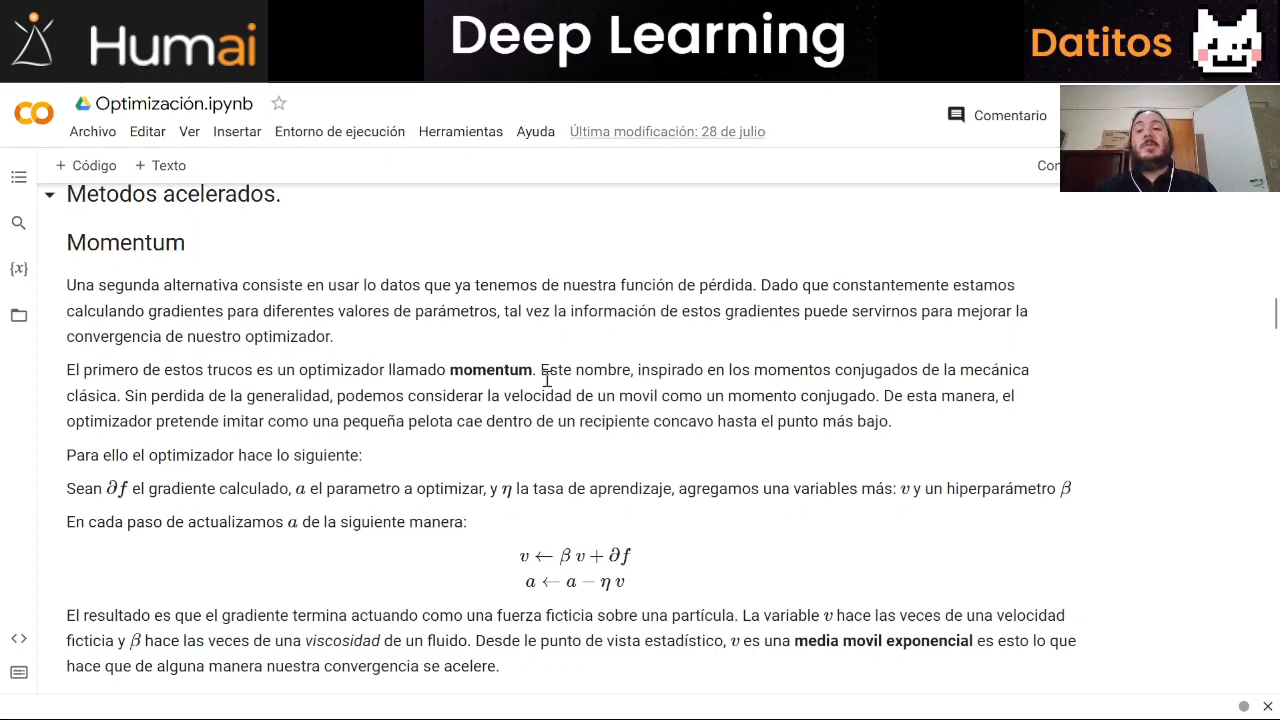 Humai
Deep Learning
Datitos
Optimización.ipynb
Archivo Editar Ver Insertar Entorno de ejecución Herramientas Ayuda Última modificación: 28 de julio
Comentario
+ Código + Texto
Con
Metodos acelerados.
Momentum
Una segunda alternativa consiste en usar lo datos que ya tenemos de nuestra función de pérdida. Dado que constantemente estamos
calculando gradientes para diferentes valores de parámetros, tal vez la información de estos gradientes puede servirnos para mejorar la
convergencia de nuestro optimizador.
El primero de estos trucos es un optimizador llamado momentum. Este nombre, inspirado en los momentos conjugados de la mecánica
clásica. Sin perdida de la generalidad, podemos considerar la velocidad de un movil como un momento conjugado. De esta manera, el
optimizador pretende imitar como una pequeña pelota cae dentro de un recipiente concavo hasta el punto más bajo.
Para ello el optimizador hace lo siguiente:
Sean ∂f el gradiente calculado, a el parametro a optimizar, y η la tasa de aprendizaje, agregamos una variables más: v y un hiperparámetro β
En cada paso de actualizamos a de la siguiente manera:
v ← β v + ∂f
a ← a − η v
El resultado es que el gradiente termina actuando como una fuerza ficticia sobre una partícula. La variable v hace las veces de una velocidad
ficticia y β hace las veces de una viscosidad de un fluido. Desde le punto de vista estadístico, v es una media movil exponencial es esto lo que
hace que de alguna manera nuestra convergencia se acelere.